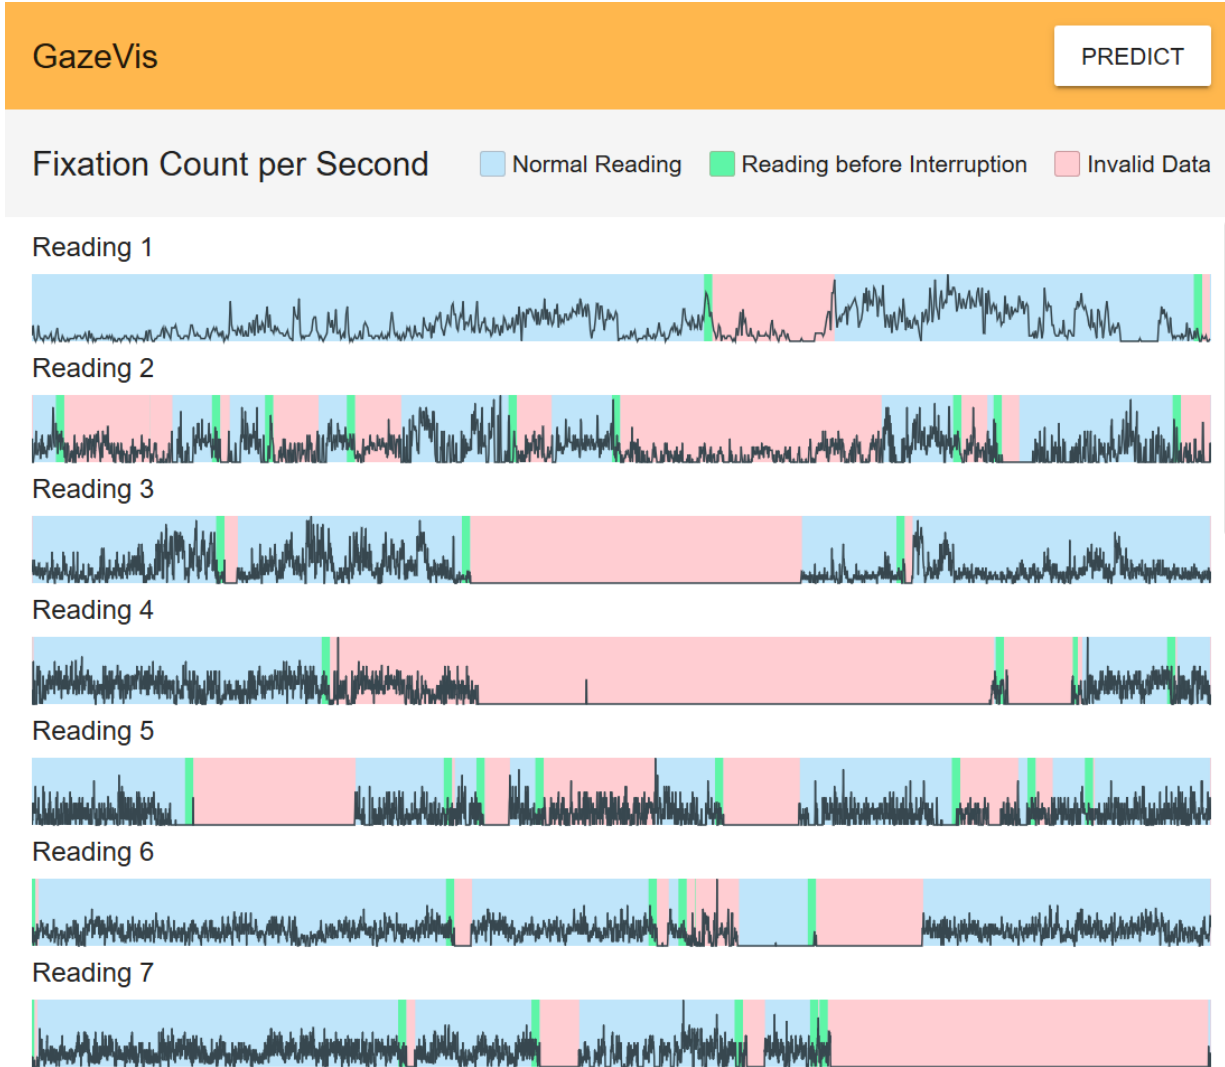 GazeVis
PREDICT
Fixation Count per Second
Normal Reading
Reading before Interruption
Invalid Data
Reading 1
Reading 2
Reading 3
Reading 4
Reading 5
Reading 6
Reading 7